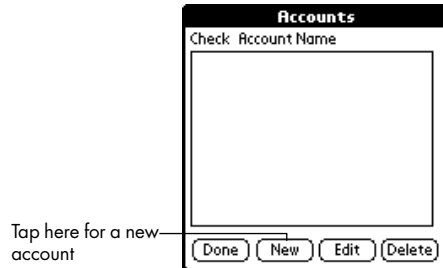 Accounts
Check Account Name
Tap here for a new
account
Done New Edit Delete